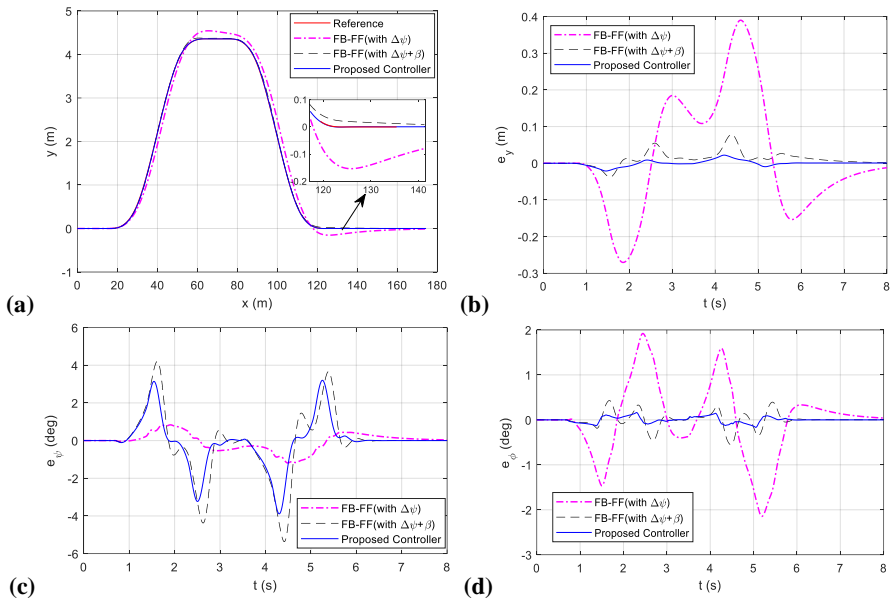 5
4
3
2
1
0
-1
0 20 40 60 80 100 120 140 160 180
y (m)
x (m)
Reference
FB-FF(with Δψ)
FB-FF(with Δψ+β)
Proposed Controller
0.1
0
-0.1
-0.2
120 130 140
(a)
0.4
0.3
0.2
0.1
0
-0.1
-0.2
-0.3
0 1 2 3 4 5 6 7 8
e_y (m)
t (s)
FB-FF(with Δψ)
FB-FF(with Δψ+β)
Proposed Controller
(b)
6
4
2
0
-2
-4
-6
0 1 2 3 4 5 6 7 8
e_ψ (deg)
t (s)
FB-FF(with Δψ)
FB-FF(with Δψ+β)
Proposed Controller
(c)
2
1
0
-1
-2
-3
0 1 2 3 4 5 6 7 8
e_ϕ (deg)
t (s)
FB-FF(with Δψ)
FB-FF(with Δψ+β)
Proposed Controller
(d)